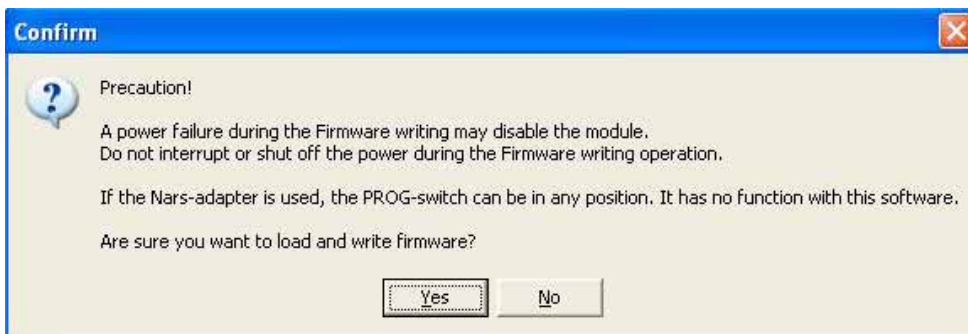 Confirm
Precaution!
A power failure during the Firmware writing may disable the module.
Do not interrupt or shut off the power during the Firmware writing operation.
If the Nars-adapter is used, the PROG-switch can be in any position. It has no function with this software.
Are sure you want to load and write firmware?
Yes No